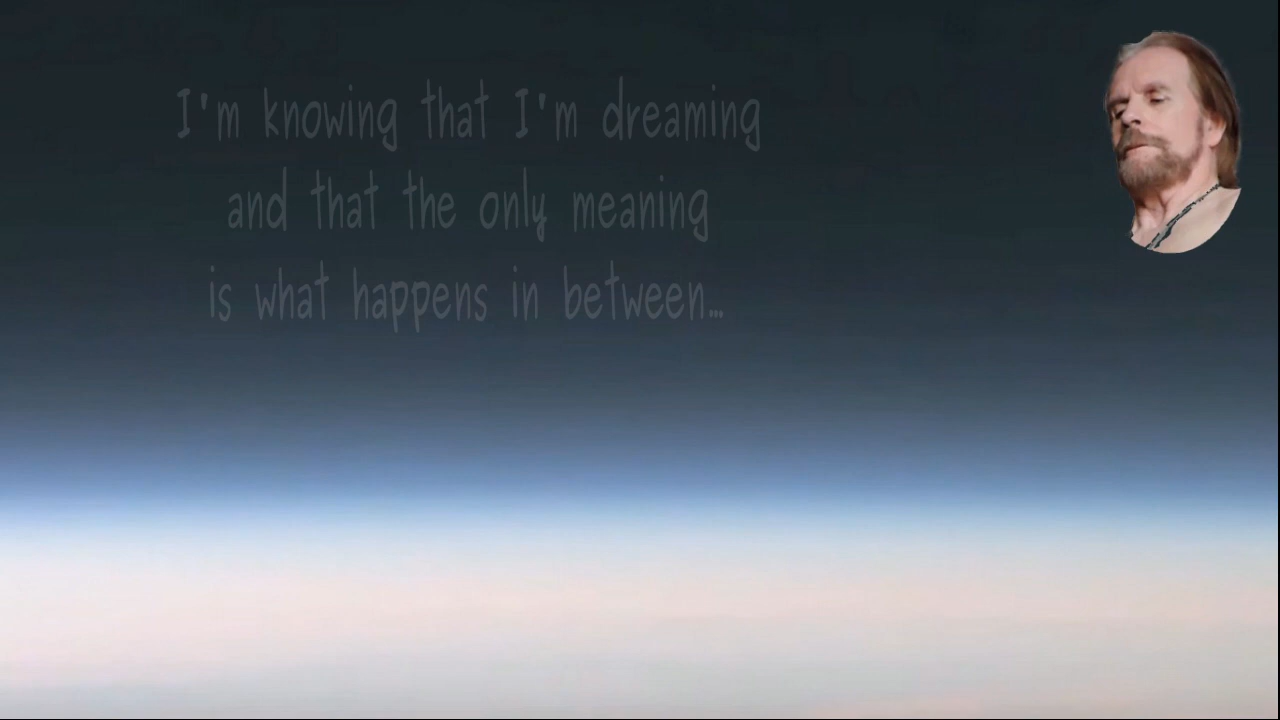 I'm knowing that I'm dreaming
and that the only meaning
is what happens in between...